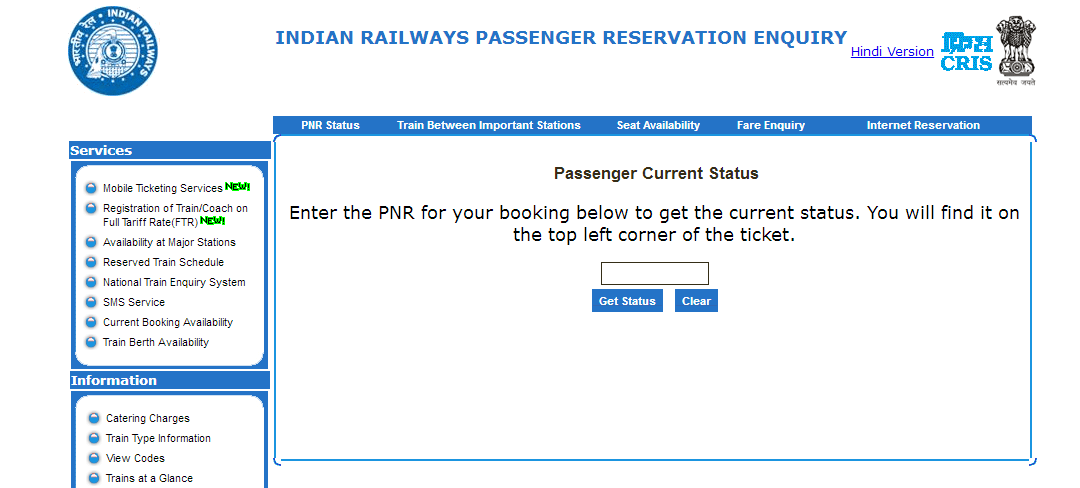 भारतीय रेल
INDIAN RAILWAYS
INDIAN RAILWAYS PASSENGER RESERVATION ENQUIRY
Hindi Version
क्रिस
CRIS
सत्यमेव जयते
PNR Status Train Between Important Stations Seat Availability Fare Enquiry Internet Reservation
Services
Mobile Ticketing Services NEW!
Registration of Train/Coach on
Full Tariff Rate(FTR) NEW!
Availability at Major Stations
Reserved Train Schedule
National Train Enquiry System
SMS Service
Current Booking Availability
Train Berth Availability
Information
Catering Charges
Train Type Information
View Codes
Trains at a Glance
Passenger Current Status
Enter the PNR for your booking below to get the current status. You will find it on
the top left corner of the ticket.
Get Status Clear